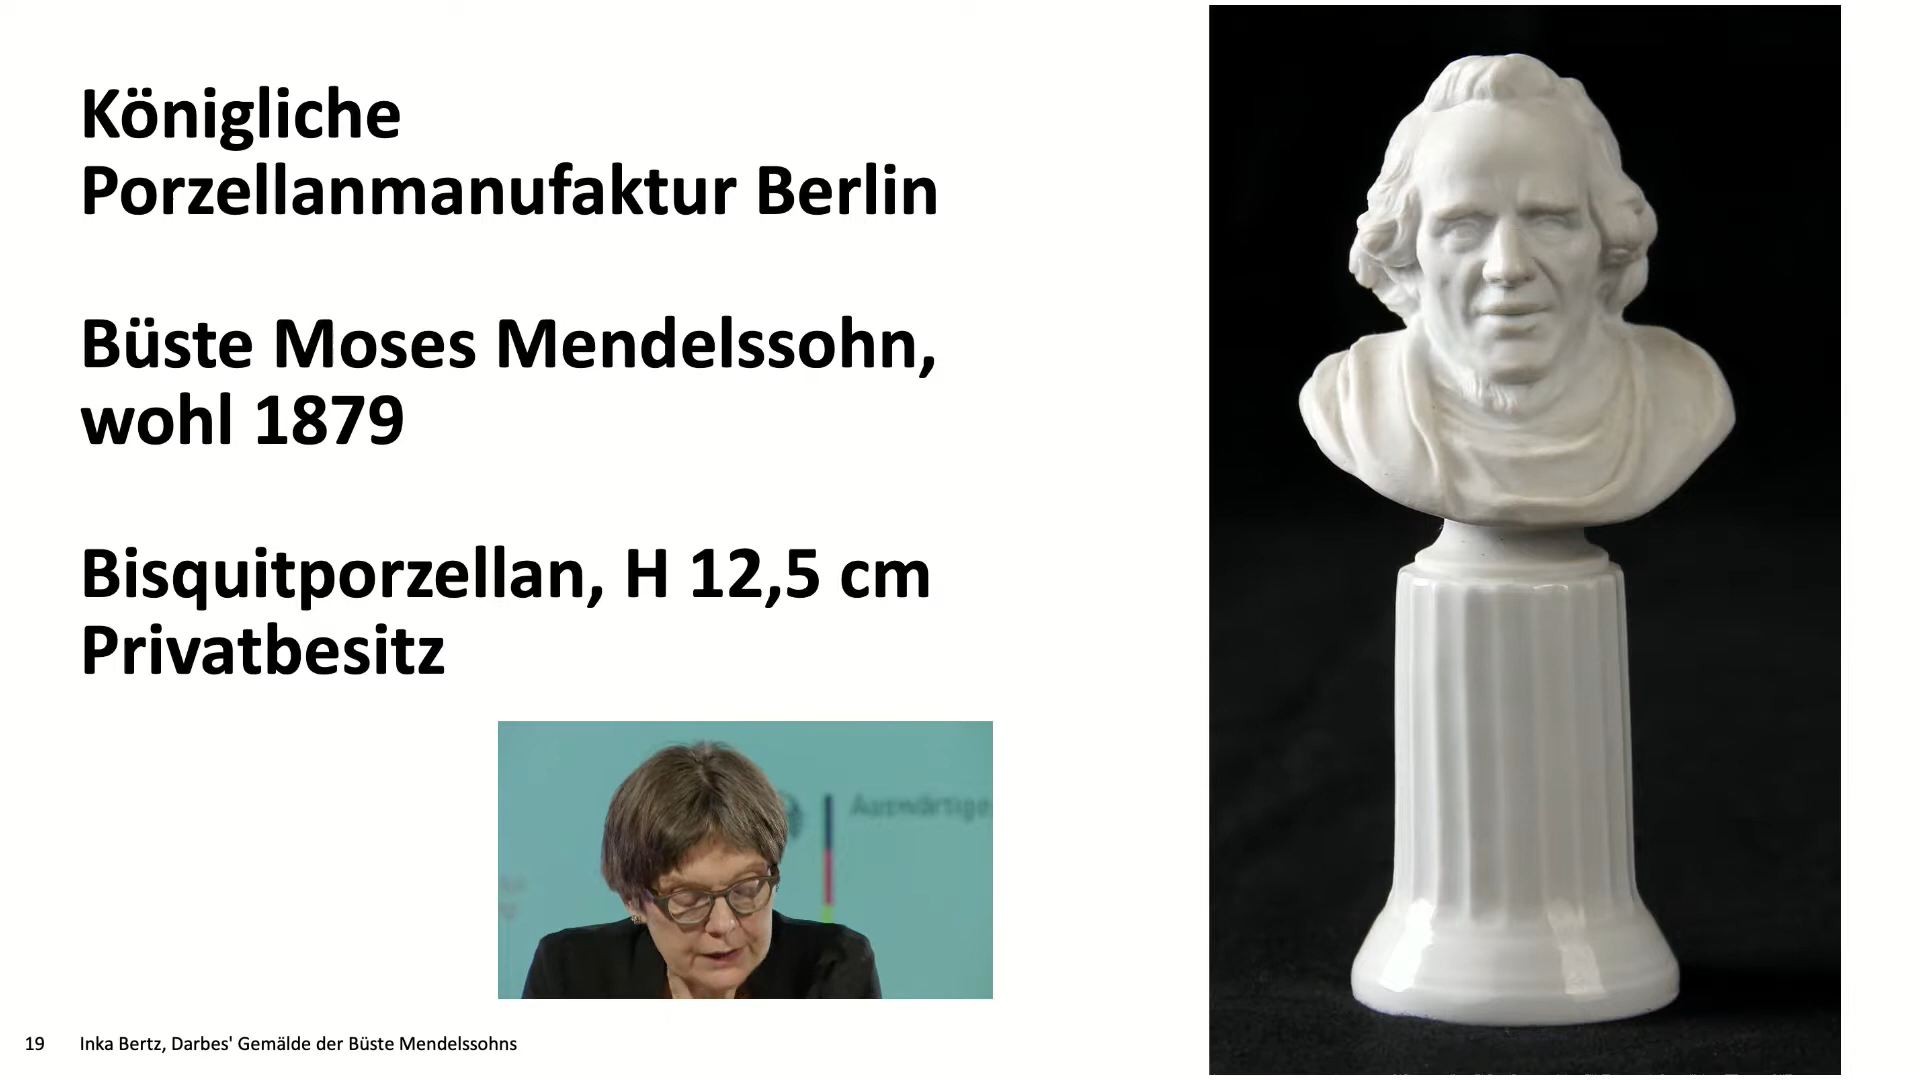 Königliche
Porzellanmanufaktur Berlin
Büste Moses Mendelssohn,
wohl 1879
Bisquitporzellan, H 12,5 cm
Privatbesitz
Auswärtige
19 Inka Bertz, Darbes' Gemälde der Büste Mendelssohns